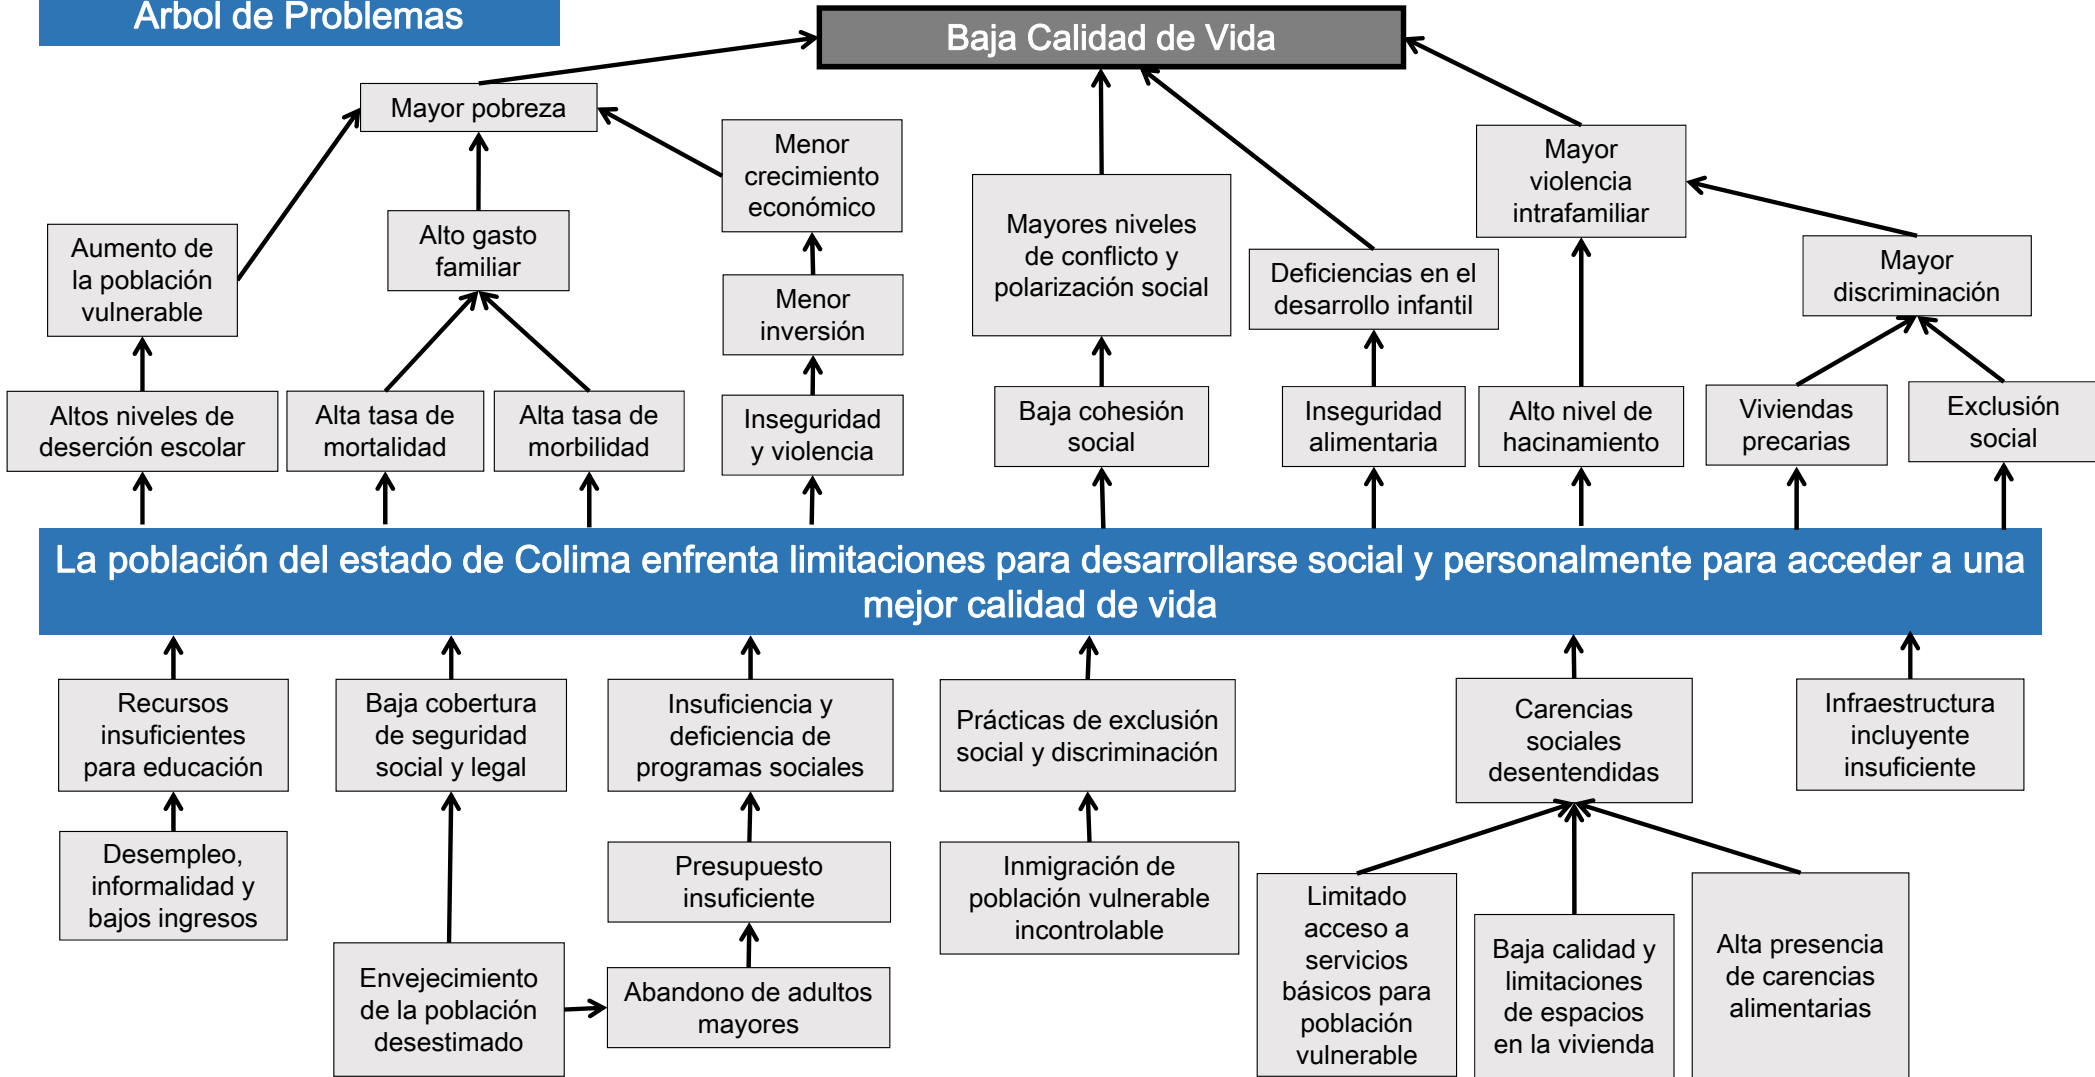 Árbol de Problemas
Baja Calidad de Vida
Mayor pobreza
Menor
crecimiento
económico
Mayor
violencia
intrafamiliar
Aumento de
la población
vulnerable
Alto gasto
familiar
Menor
inversión
Mayores niveles
de conflicto y
polarización social
Deficiencias en el
desarrollo infantil
Mayor
discriminación
Altos niveles de
deserción escolar
Alta tasa de
mortalidad
Alta tasa de
morbilidad
Inseguridad
y violencia
Baja cohesión
social
Inseguridad
alimentaria
Alto nivel de
hacinamiento
Viviendas
precarias
Exclusión
social
La población del estado de Colima enfrenta limitaciones para desarrollarse social y personalmente para acceder a una
mejor calidad de vida
Recursos
insuficientes
para educación
Baja cobertura
de seguridad
social y legal
Insuficiencia y
deficiencia de
programas sociales
Prácticas de exclusión
social y discriminación
Carencias
sociales
desentendidas
Infraestructura
incluyente
insuficiente
Desempleo,
informalidad y
bajos ingresos
Presupuesto
insuficiente
Inmigración de
población vulnerable
incontrolable
Envejecimiento
de la población
desestimado
Abandono de adultos
mayores
Limitado
acceso a
servicios
básicos para
población
vulnerable
Baja calidad y
limitaciones
de espacios
en la vivienda
Alta presencia
de carencias
alimentarias